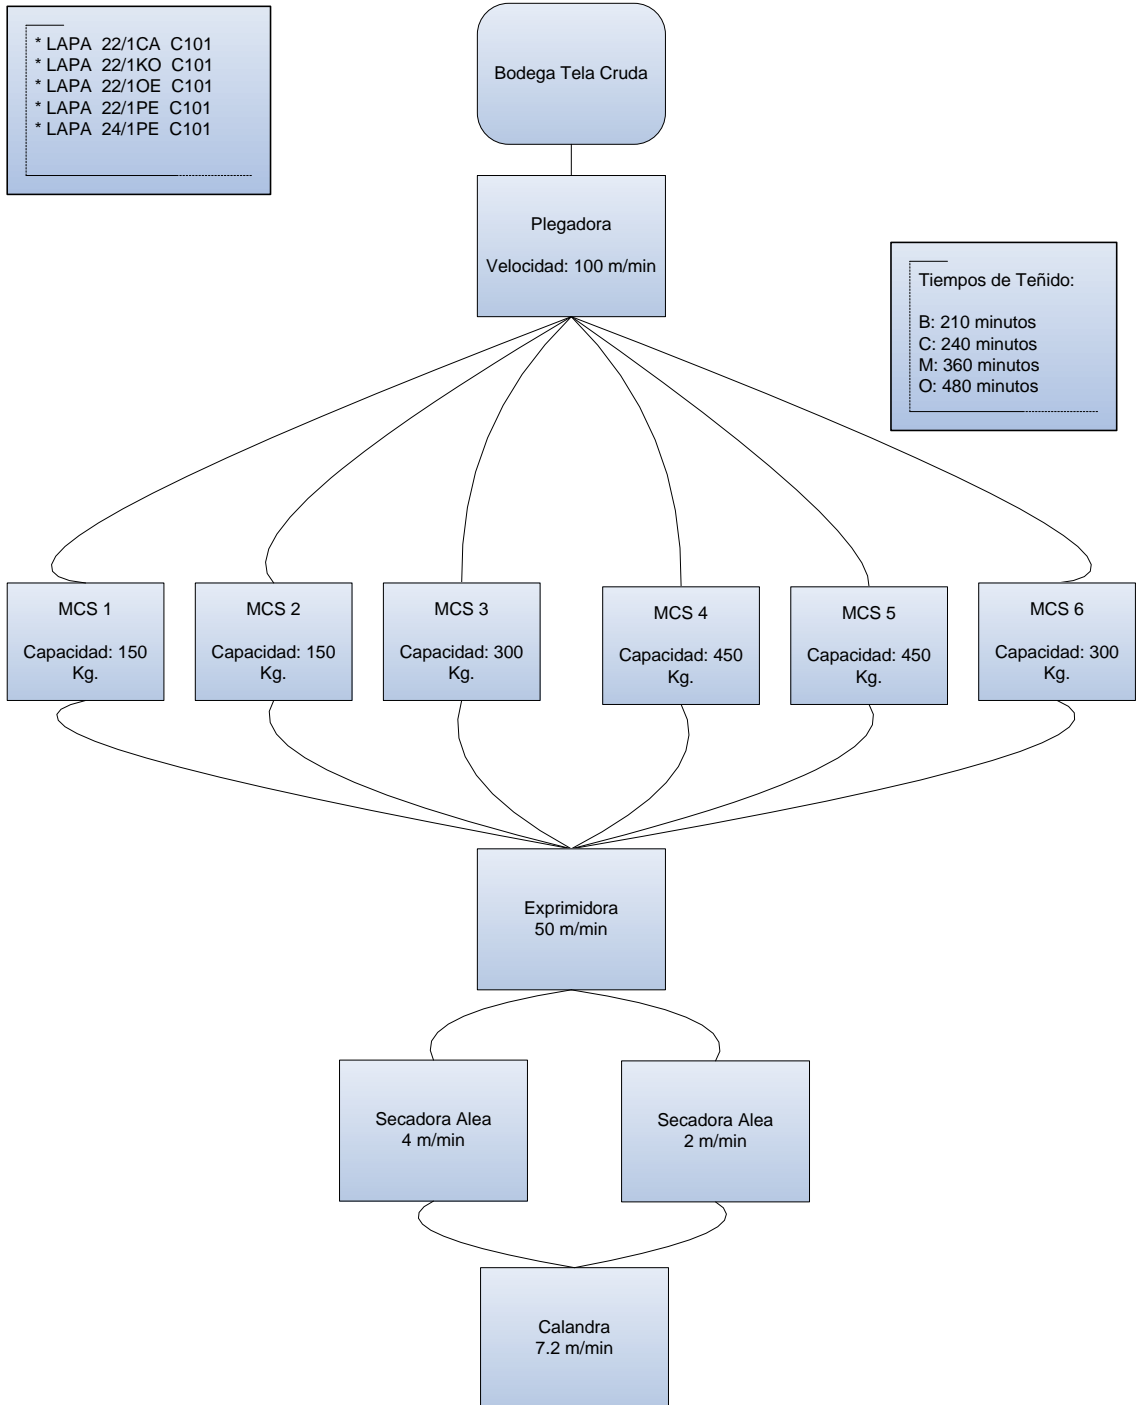 * LAPA 22/1CA C101
* LAPA 22/1KO C101
* LAPA 22/1OE C101
* LAPA 22/1PE C101
* LAPA 24/1PE C101
Bodega Tela Cruda
Plegadora
Velocidad: 100 m/min
Tiempos de Teñido:
B: 210 minutos
C: 240 minutos
M: 360 minutos
O: 480 minutos
MCS 1
Capacidad: 150
Kg.
MCS 2
Capacidad: 150
Kg.
MCS 3
Capacidad: 300
Kg.
MCS 4
Capacidad: 450
Kg.
MCS 5
Capacidad: 450
Kg.
MCS 6
Capacidad: 300
Kg.
Exprimidora
50 m/min
Secadora Alea
4 m/min
Secadora Alea
2 m/min
Calandra
7.2 m/min